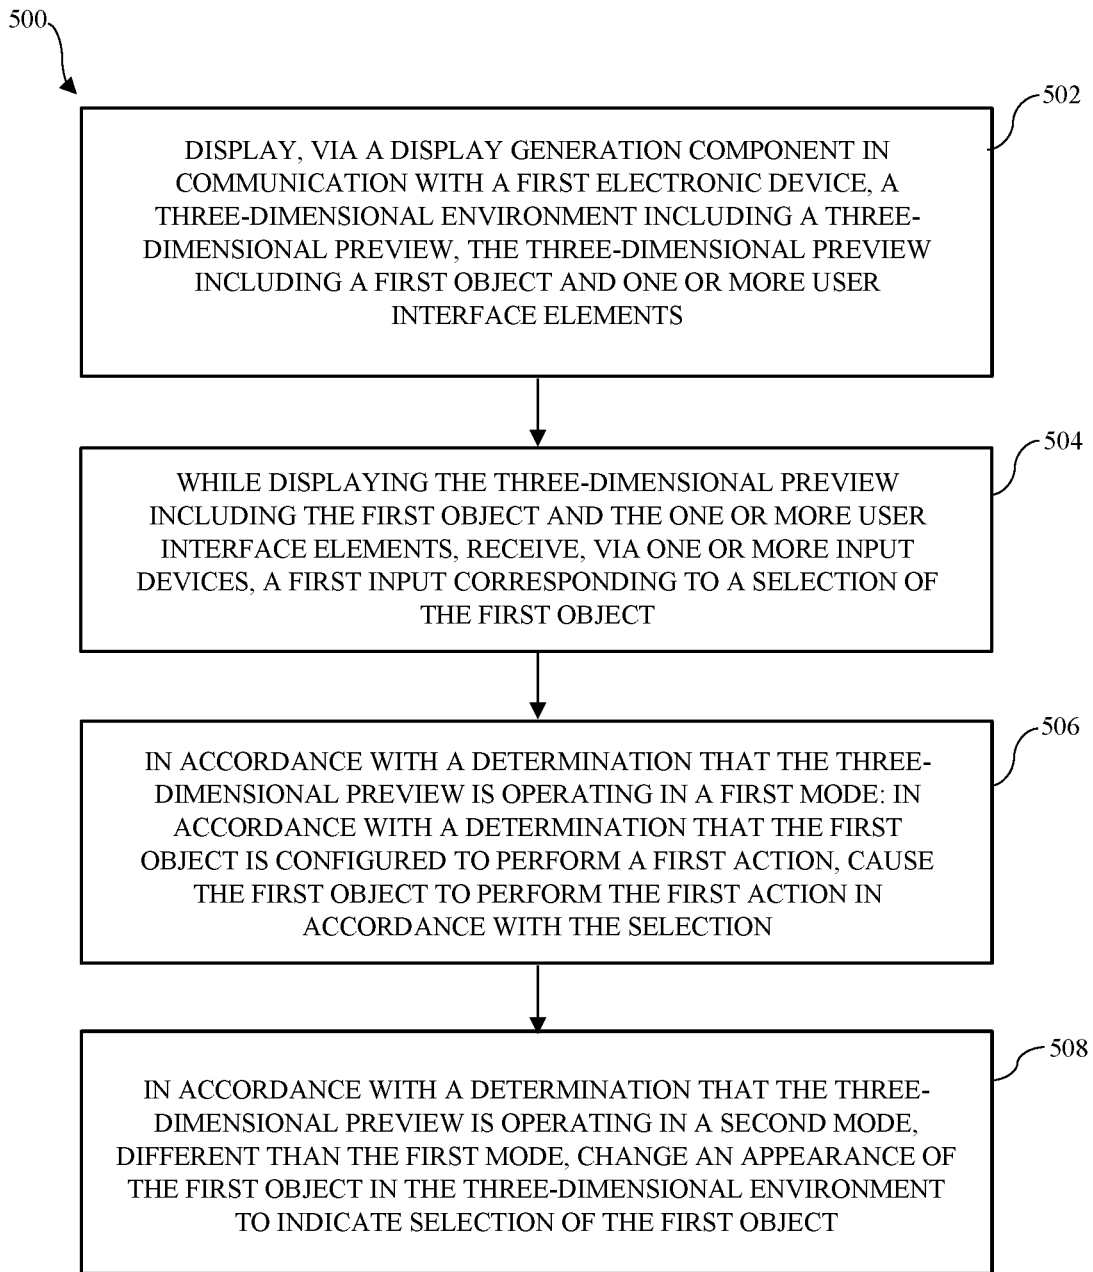 500
502
DISPLAY, VIA A DISPLAY GENERATION COMPONENT IN
COMMUNICATION WITH A FIRST ELECTRONIC DEVICE, A
THREE-DIMENSIONAL ENVIRONMENT INCLUDING A THREE-
DIMENSIONAL PREVIEW, THE THREE-DIMENSIONAL PREVIEW
INCLUDING A FIRST OBJECT AND ONE OR MORE USER
INTERFACE ELEMENTS
504
WHILE DISPLAYING THE THREE-DIMENSIONAL PREVIEW
INCLUDING THE FIRST OBJECT AND THE ONE OR MORE USER
INTERFACE ELEMENTS, RECEIVE, VIA ONE OR MORE INPUT
DEVICES, A FIRST INPUT CORRESPONDING TO A SELECTION OF
THE FIRST OBJECT
506
IN ACCORDANCE WITH A DETERMINATION THAT THE THREE-
DIMENSIONAL PREVIEW IS OPERATING IN A FIRST MODE: IN
ACCORDANCE WITH A DETERMINATION THAT THE FIRST
OBJECT IS CONFIGURED TO PERFORM A FIRST ACTION, CAUSE
THE FIRST OBJECT TO PERFORM THE FIRST ACTION IN
ACCORDANCE WITH THE SELECTION
508
IN ACCORDANCE WITH A DETERMINATION THAT THE THREE-
DIMENSIONAL PREVIEW IS OPERATING IN A SECOND MODE,
DIFFERENT THAN THE FIRST MODE, CHANGE AN APPEARANCE OF
THE FIRST OBJECT IN THE THREE-DIMENSIONAL ENVIRONMENT
TO INDICATE SELECTION OF THE FIRST OBJECT